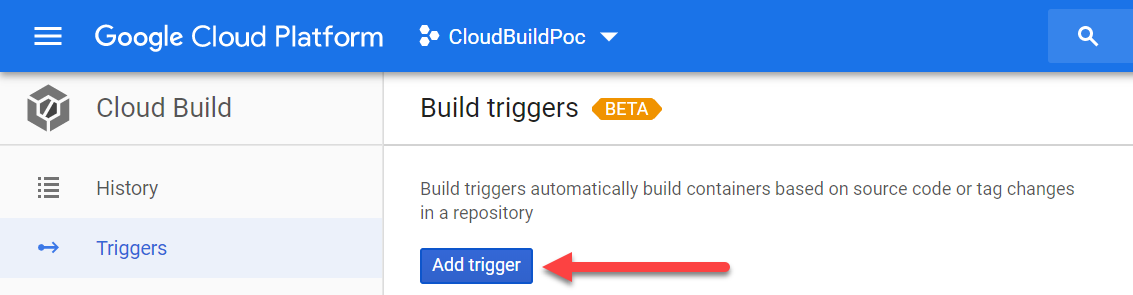 Google Cloud Platform CloudBuildPoc
Cloud Build
Build triggers BETA
History
Triggers
Build triggers automatically build containers based on source code or tag changes
in a repository
Add trigger